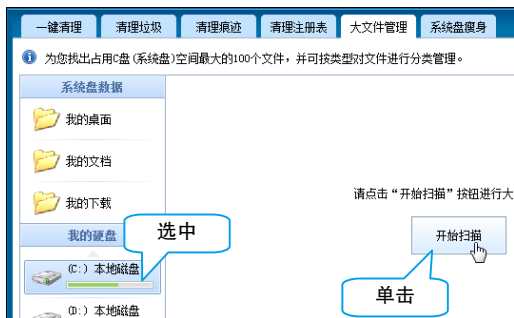 一键清理 清理垃圾 清理痕迹 清理注册表 大文件管理 系统盘瘦身
为您找出占用C盘(系统盘)空间最大的100个文件，并可按类型对文件进行分类管理。
系统盘数据
我的桌面
我的文档
请点击“开始扫描”按钮进行大
我的下载
我的硬盘
选中
开始扫描
(C:) 本地磁盘
单击
(D:) 本地磁盘